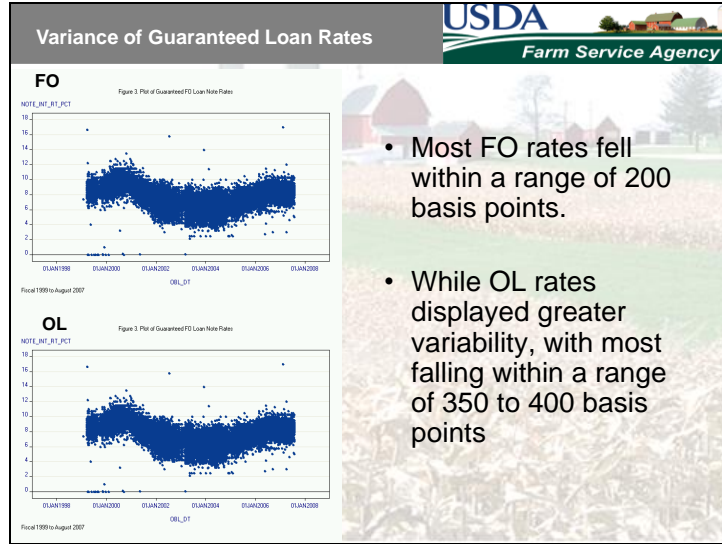 Variance of Guaranteed Loan Rates
USDA
Farm Service Agency
FO
Figure 3. Plot of Guaranteed FO Loan Note Rates
NOTE_INT_RT_PCT
18
16
14
12
10
8
6
4
2
0
01JAN1998 01JAN2000 01JAN2002 01JAN2004 01JAN2006 01JAN2008
OBL_DT
Fiscal 1999 to August 2007
OL
Figure 3. Plot of Guaranteed FO Loan Note Rates
NOTE_INT_RT_PCT
18
16
14
12
10
8
6
4
2
0
01JAN1998 01JAN2000 01JAN2002 01JAN2004 01JAN2006 01JAN2008
OBL_DT
Fiscal 1999 to August 2007
• Most FO rates fell
within a range of 200
basis points.
• While OL rates
displayed greater
variability, with most
falling within a range
of 350 to 400 basis
points